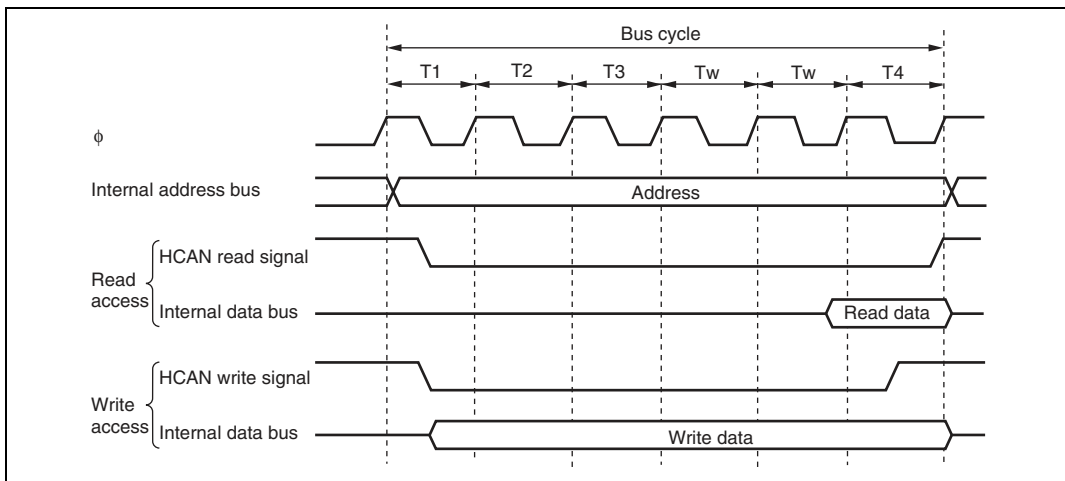 Bus cycle
T1 T2 T3 Tw Tw T4
ϕ
Internal address bus
Address
Read access
HCAN read signal
Internal data bus
Read data
Write access
HCAN write signal
Internal data bus
Write data